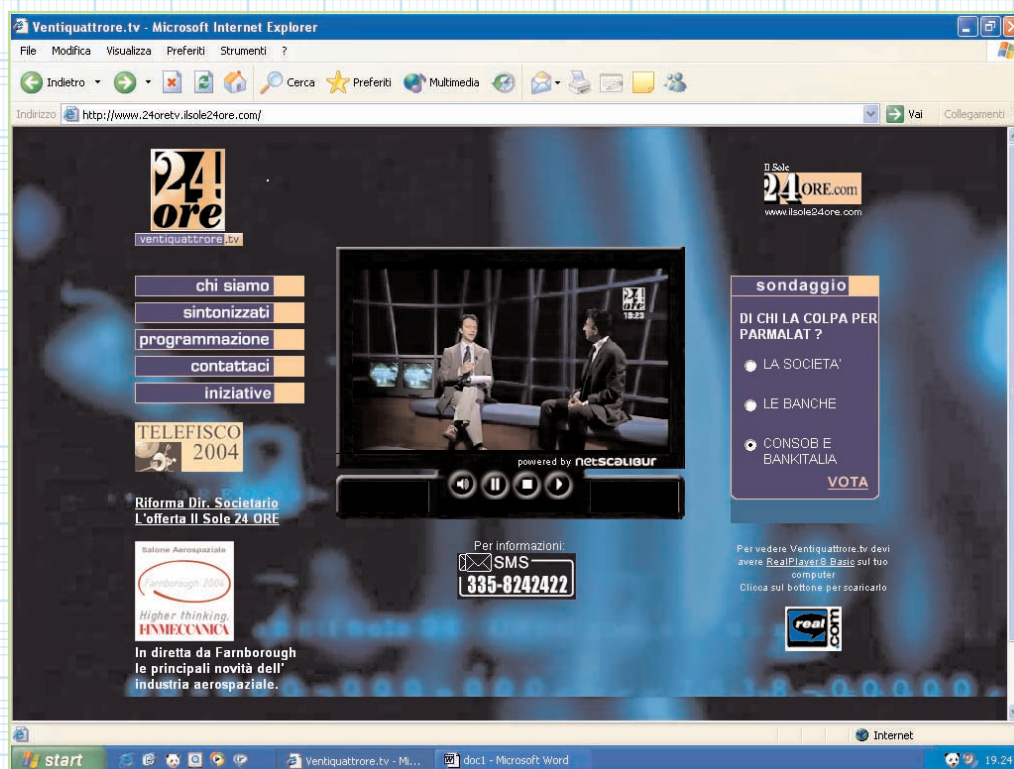 Ventiquattrore.tv - Microsoft Internet Explorer
File Modifica Visualizza Preferiti Strumenti ?
Indietro Cerca Preferiti Multimedia
Indirizzo http://www.24oretv.ilsole24ore.com/ Vai Collegamenti
24!
ore
ventiquattrore.tv
Il Sole
24 ORE.com
www.ilsole24ore.com
chi siamo
sintonizzati
programmazione
contattaci
iniziative
TELEFISCO
2004
Riforma Dir. Societario
L'offerta Il Sole 24 ORE
Salone Aerospaziale
Farnborough 2004
Higher thinking.
FINMECCANICA
In diretta da Farnborough
le principali novità dell'
industria aerospaziale.
24
ore
18:23
powered by netscalibur
Per informazioni:
SMS
335-8242422
sondaggio
DI CHI LA COLPA PER
PARMALAT ?
LA SOCIETA'
LE BANCHE
CONSOB E
BANKITALIA
VOTA
Per vedere Ventiquattrore.tv devi
avere RealPlayer 8 Basic sul tuo
computer
Clicca sul bottone per scaricarlo
real
.com
Internet
start
Ventiquattrore.tv - Mi...
doc1 - Microsoft Word
19.24